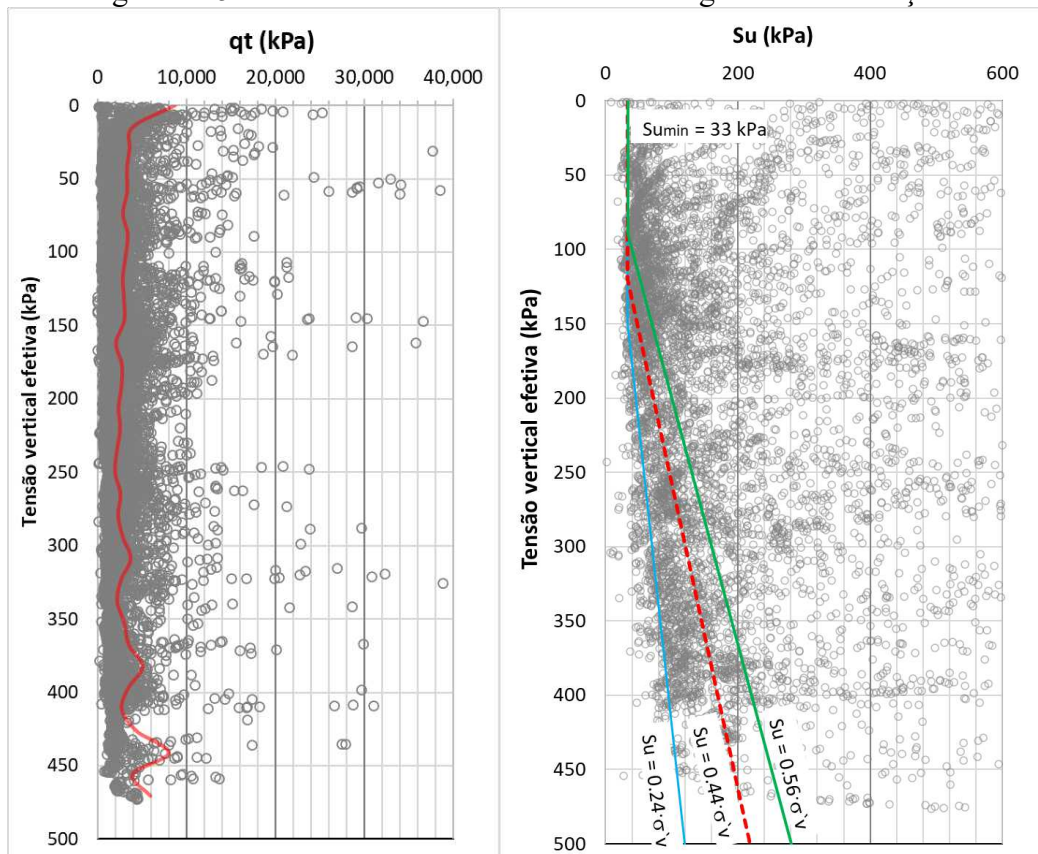 qt (kPa)
0 10,000 20,000 30,000 40,000
0
50
100
150
200
250
300
350
400
450
500
Tensão vertical efetiva (kPa)
Su (kPa)
0 200 400 600
0
50
100
150
200
250
300
350
400
450
500
Tensão vertical efetiva (kPa)
Sumin = 33 kPa
Su = 0.24·σ`v
Su = 0.44·σ`v
Su = 0.56·σ`v